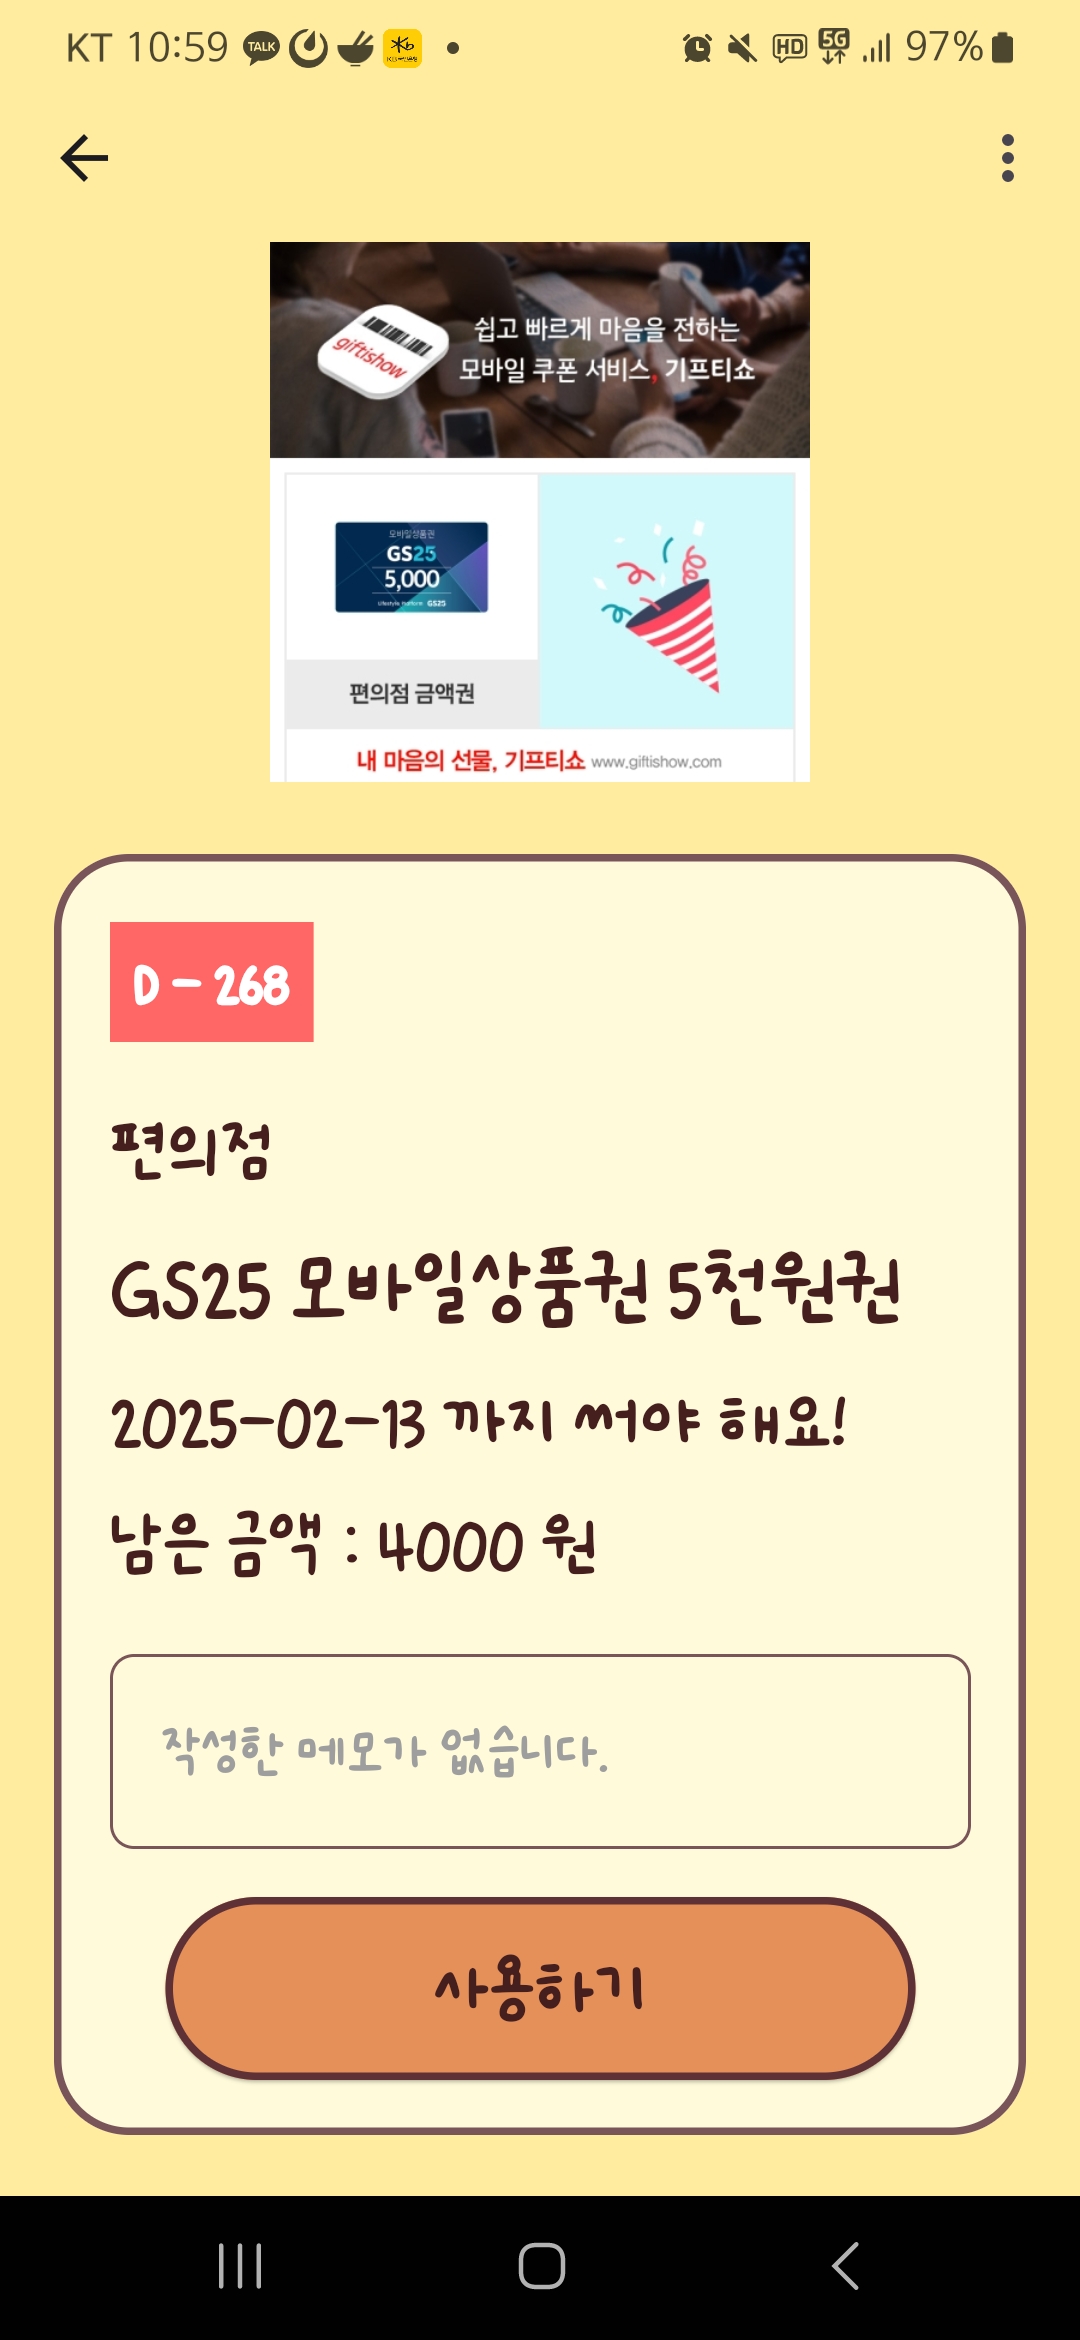 KT 10:59 TALK KB HD 5G 97%
giftishow
쉽고 빠르게 마음을 전하는
모바일 쿠폰 서비스, 기프티쇼
모바일상품권
GS25
5,000
Lifestyle Platform GS25
편의점 금액권
내 마음의 선물, 기프티쇼 www.giftishow.com
D - 268
편의점
GS25 모바일상품권 5천원권
2025-02-13 까지 써야 해요!
남은 금액 : 4000 원
작성한 메모가 없습니다.
사용하기